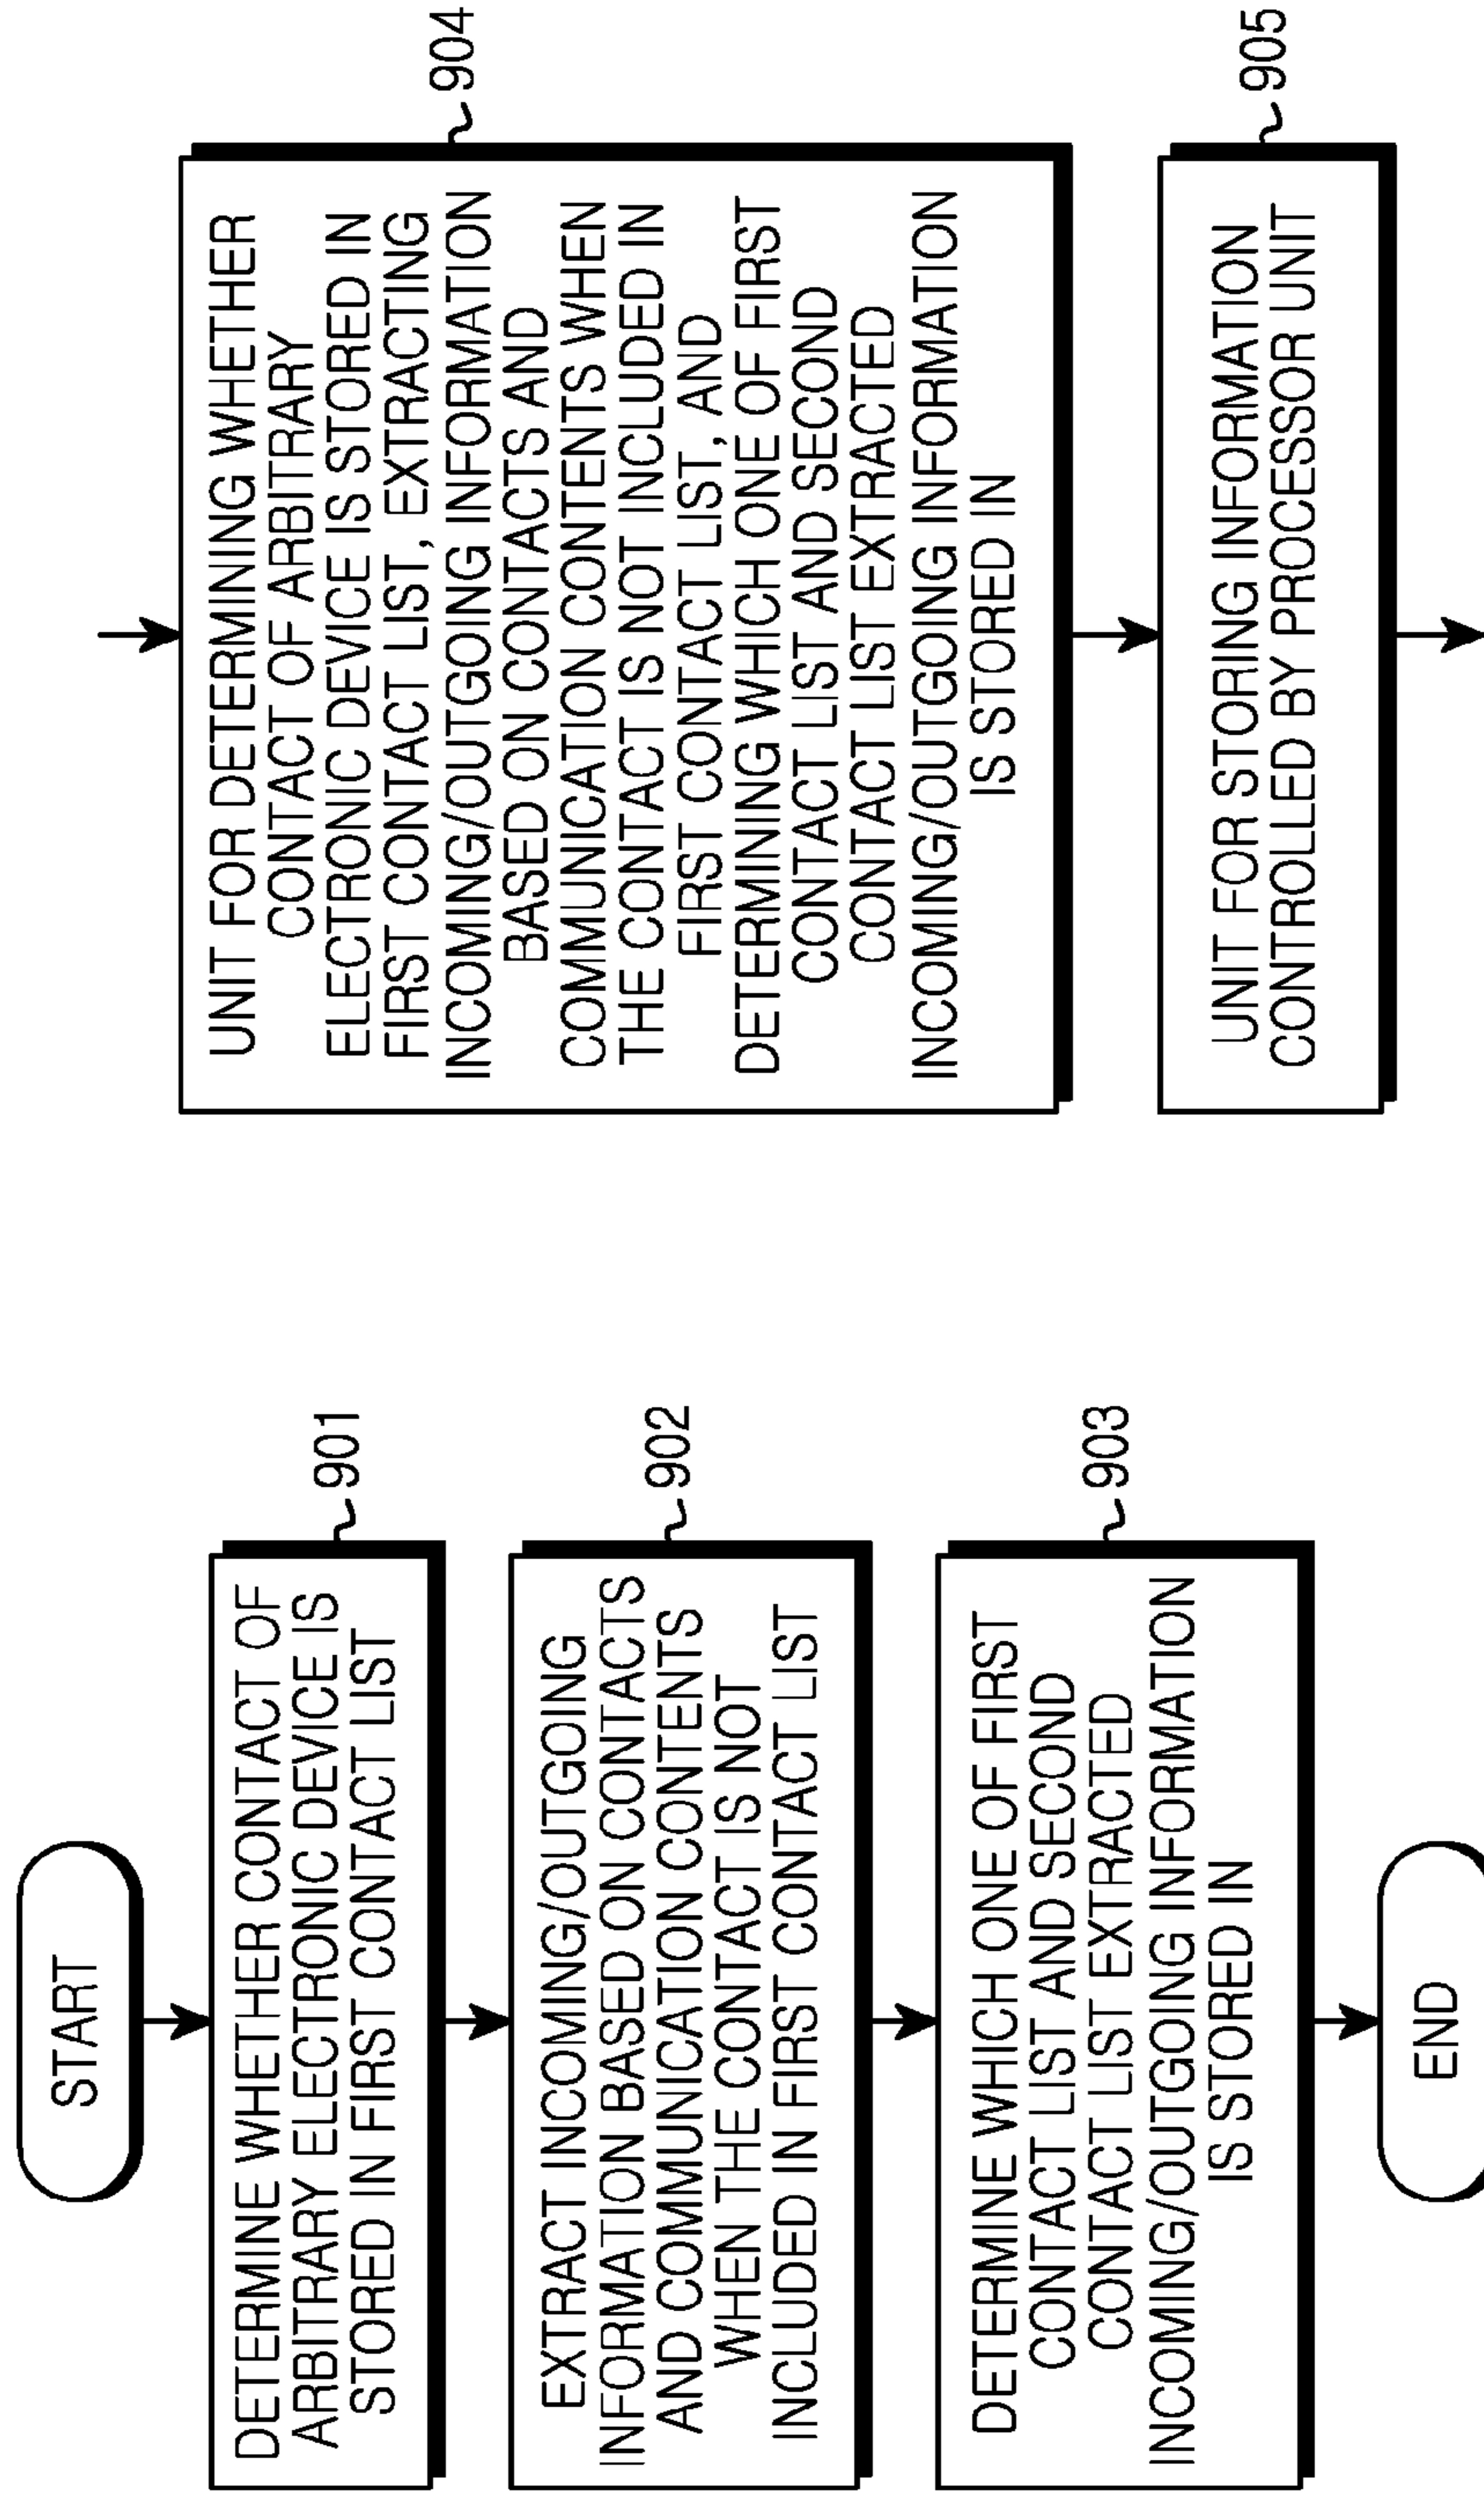 START
DETERMINE WHETHER CONTACT OF
ARBITRARY ELECTRONIC DEVICE IS
STORED IN FIRST CONTACT LIST
901
EXTRACT INCOMING/OUTGOING
INFORMATION BASED ON CONTACTS
AND COMMUNICATION CONTENTS
WHEN THE CONTACT IS NOT
INCLUDED IN FIRST CONTACT LIST
902
DETERMINE WHICH ONE OF FIRST
CONTACT LIST AND SECOND
CONTACT LIST EXTRACTED
INCOMING/OUTGOING INFORMATION
IS STORED IN
903
END
UNIT FOR DETERMINING WHETHER
CONTACT OF ARBITRARY
ELECTRONIC DEVICE IS STORED IN
FIRST CONTACT LIST, EXTRACTING
INCOMING/OUTGOING INFORMATION
BASED ON CONTACTS AND
COMMUNICATION CONTENTS WHEN
THE CONTACT IS NOT INCLUDED IN
FIRST CONTACT LIST, AND
DETERMINING WHICH ONE OF FIRST
CONTACT LIST AND SECOND
CONTACT LIST EXTRACTED
INCOMING/OUTGOING INFORMATION
IS STORED IN
904
UNIT FOR STORING INFORMATION
CONTROLLED BY PROCESSOR UNIT
905